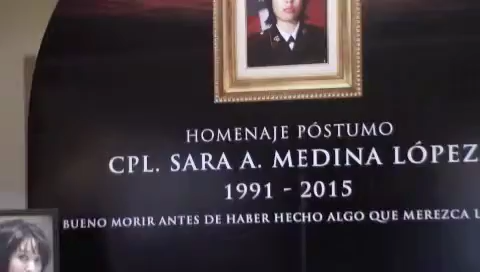 HOMENAJE PÓSTUMO
CPL. SARA A. MEDINA LÓPEZ
1991 - 2015
BUENO MORIR ANTES DE HABER HECHO ALGO QUE MEREZCA